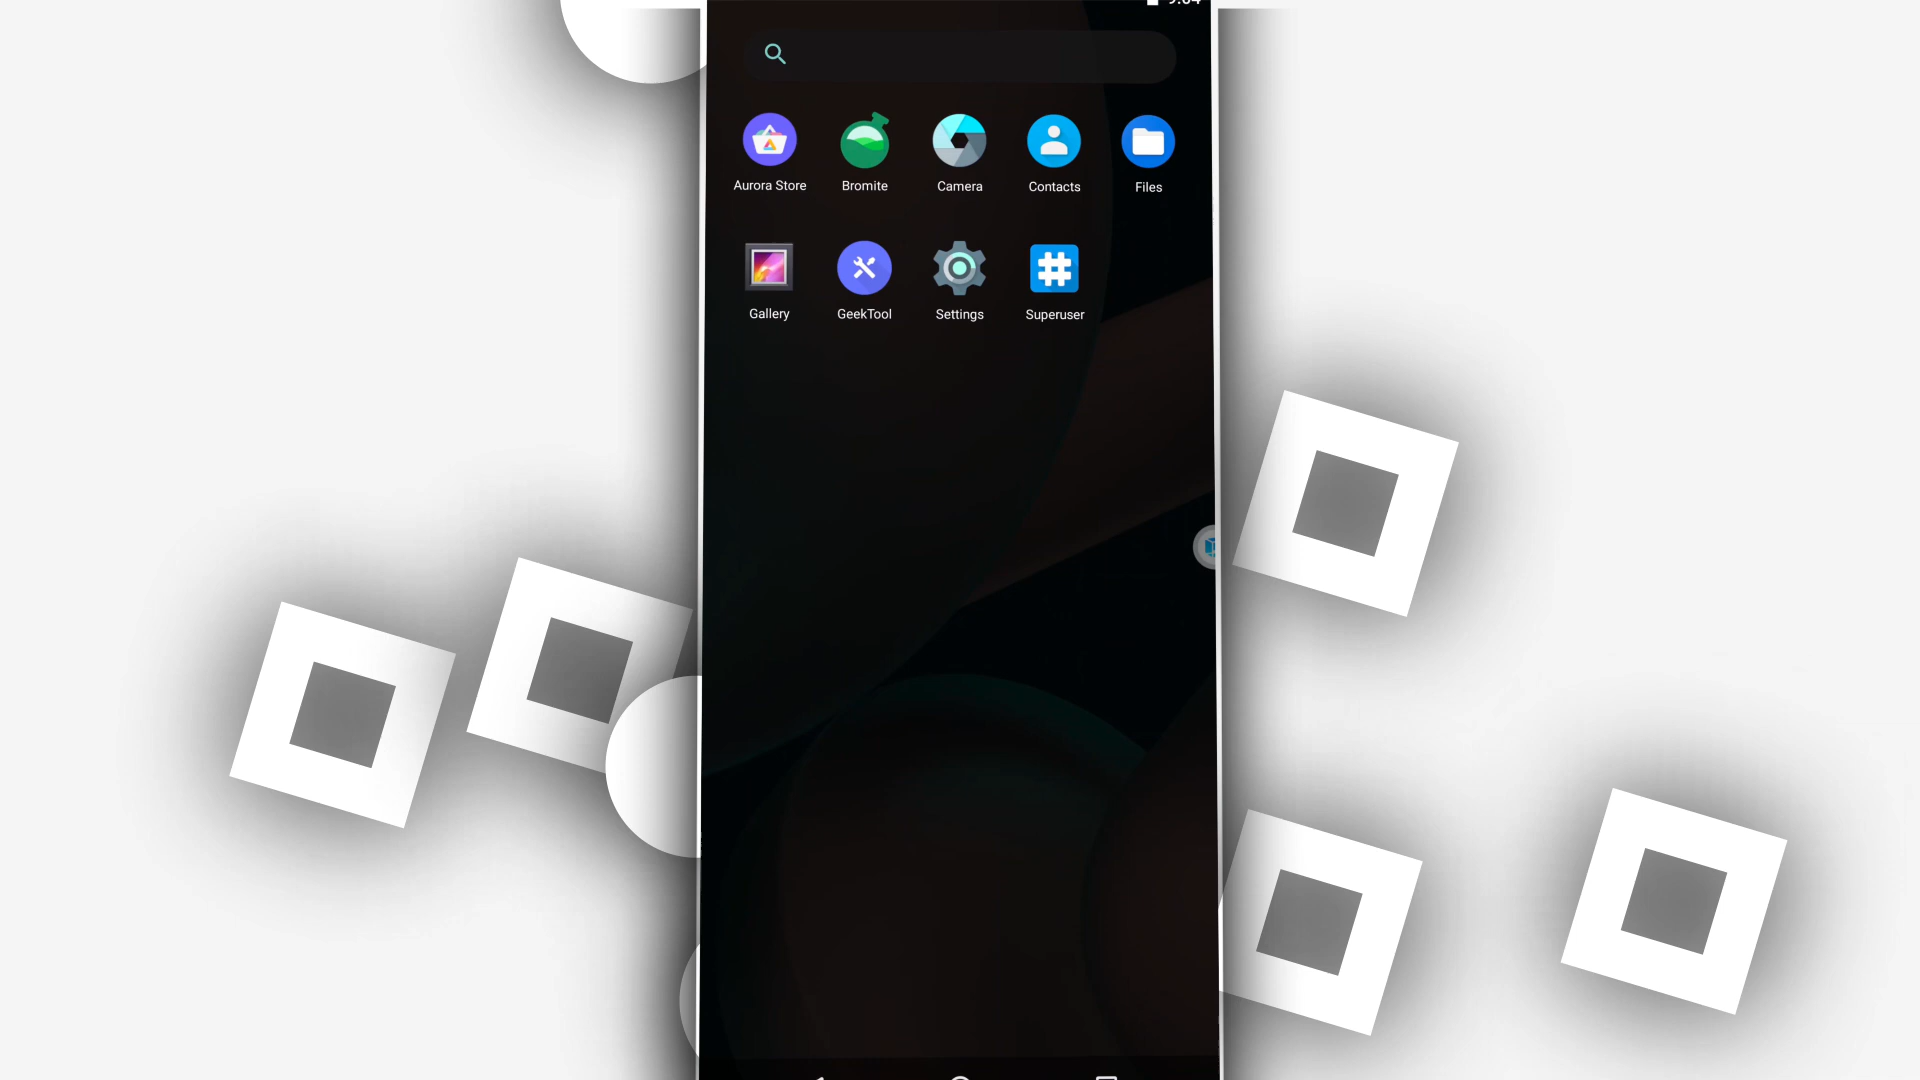 Aurora Store
Bromite
Camera
Contacts
Files
Gallery
GeekTool
Settings
Superuser